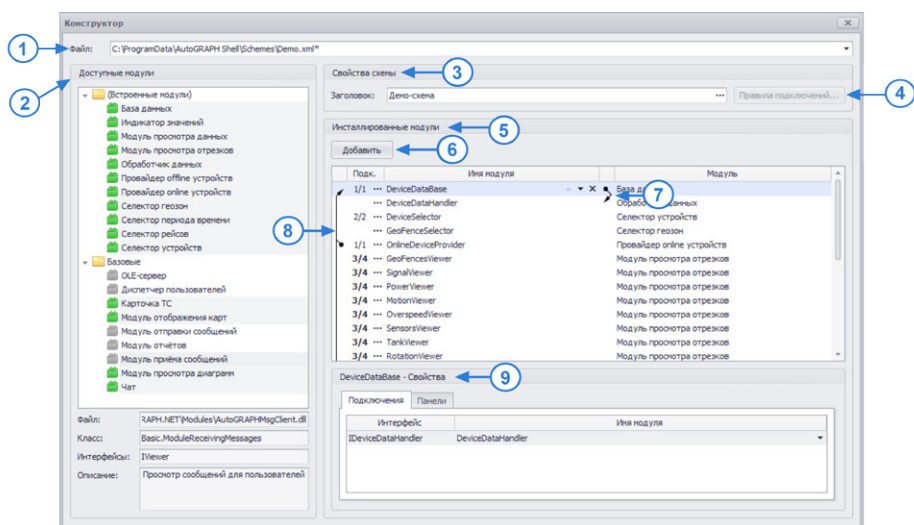 Конструктор
1
Файл: C:\ProgramData\AutoGRAPH Shell\Schemes\Demo.xml*
2
Доступные модули
(Встроенные модули)
База данных
Индикатор значений
Модуль просмотра данных
Модуль просмотра отрезков
Обработчик данных
Провайдер offline устройств
Провайдер online устройств
Селектор геозон
Селектор периода времени
Селектор рейсов
Селектор устройств
Базовые
OLE-сервер
Диспетчер пользователей
Карточка ТС
Модуль отображения карт
Модуль отправки сообщений
Модуль отчётов
Модуль приёма сообщений
Модуль просмотра диаграмм
Чат
Файл: RAPH.NET\Modules\AutoGRAPHMsgClient.dll
Класс: Basic.ModuleReceivingMessages
Интерфейсы: IViewer
Описание: Просмотр сообщений для пользователей
Свойства схемы 3
Заголовок: Демо-схема ... Правила подключений... 4
Инсталлированные модули 5
Добавить 6
Подк. Имя модуля Модуль
1/1 ... DeviceDataBase База 7
... DeviceDataHandler
2/2 ... DeviceSelector Селектор устройств
8 ... GeoFenceSelector Селектор геозон
1/1 ... OnlineDeviceProvider Провайдер online устройств
3/4 ... GeoFencesViewer Модуль просмотра отрезков
3/4 ... SignalViewer Модуль просмотра отрезков
3/4 ... PowerViewer Модуль просмотра отрезков
3/4 ... MotionViewer Модуль просмотра отрезков
3/4 ... OverspeedViewer Модуль просмотра отрезков
3/4 ... SensorsViewer Модуль просмотра отрезков
3/4 ... TankViewer Модуль просмотра отрезков
3/4 ... RotationViewer Модуль просмотра отрезков
DeviceDataBase - Свойства 9
Подключения Панели
Интерфейс Имя модуля
IDeviceDataHandler DeviceDataHandler